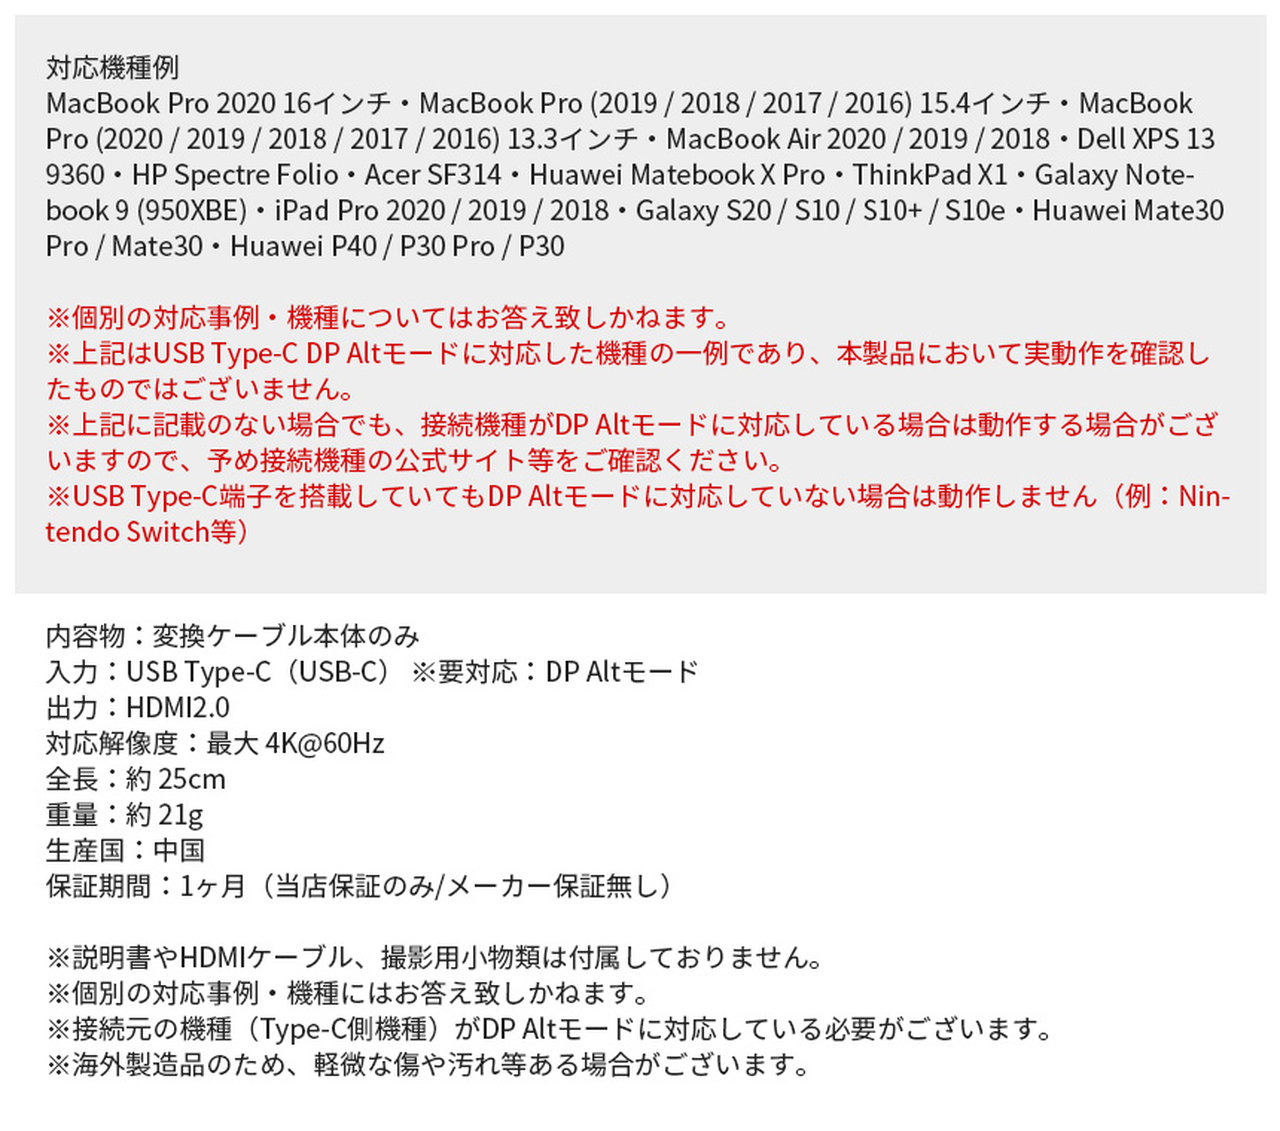 対応機種例
MacBook Pro 2020 16インチ・MacBook Pro (2019 / 2018 / 2017 / 2016) 15.4インチ・MacBook
Pro (2020 / 2019 / 2018 / 2017 / 2016) 13.3インチ・MacBook Air 2020 / 2019 / 2018・Dell XPS 13
9360・HP Spectre Folio・Acer SF314・Huawei Matebook X Pro・ThinkPad X1・Galaxy Note-
book 9 (950XBE)・iPad Pro 2020 / 2019 / 2018・Galaxy S20 / S10 / S10+ / S10e・Huawei Mate30
Pro / Mate30・Huawei P40 / P30 Pro / P30
※個別の対応事例・機種についてはお答え致しかねます。
※上記はUSB Type-C DP Altモードに対応した機種の一例であり、本製品において実動作を確認し
たものではございません。
※上記に記載のない場合でも、接続機種がDP Altモードに対応している場合は動作する場合がござ
いますので、予め接続機種の公式サイト等をご確認ください。
※USB Type-C端子を搭載していてもDP Altモードに対応していない場合は動作しません（例：Nin-
tendo Switch等）
内容物：変換ケーブル本体のみ
入力：USB Type-C（USB-C） ※要対応：DP Altモード
出力：HDMI2.0
対応解像度：最大 4K@60Hz
全長：約 25cm
重量：約 21g
生産国：中国
保証期間：1ヶ月（当店保証のみ/メーカー保証無し）
※説明書やHDMIケーブル、撮影用小物類は付属しておりません。
※個別の対応事例・機種にはお答え致しかねます。
※接続元の機種（Type-C側機種）がDP Altモードに対応している必要がございます。
※海外製造品のため、軽微な傷や汚れ等ある場合がございます。